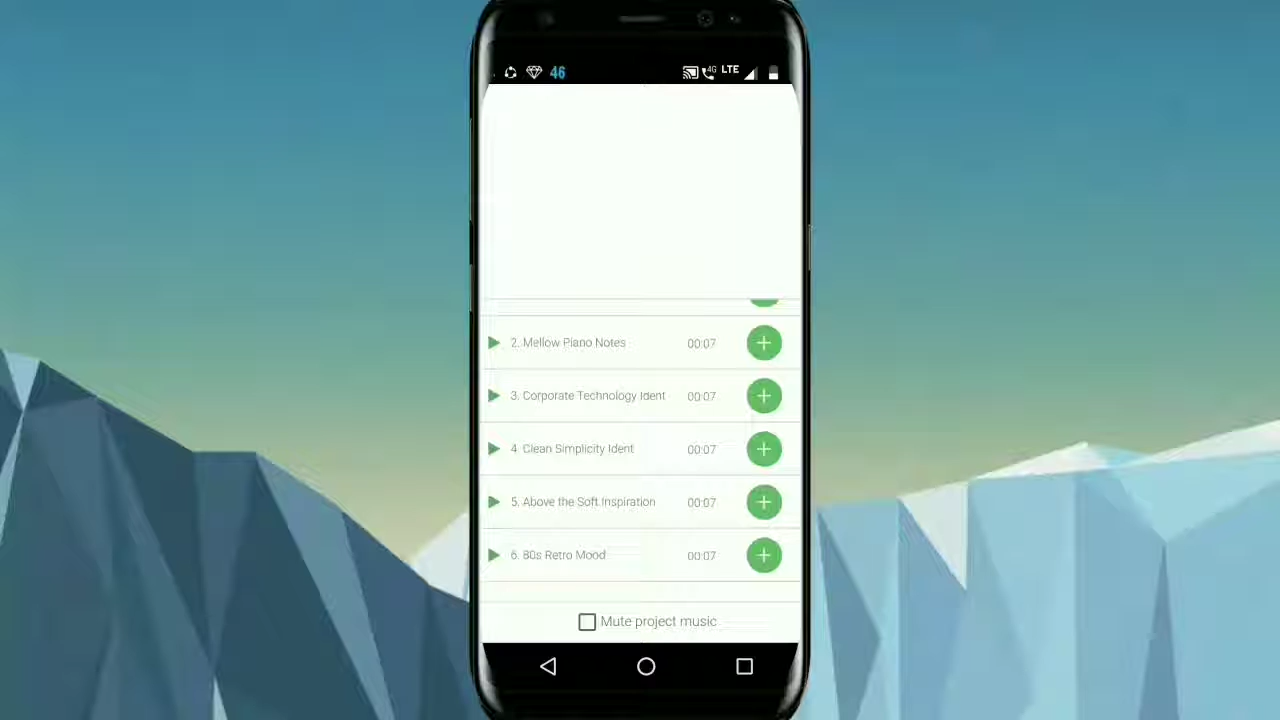 46 4G LTE
2. Mellow Piano Notes 00:07
3. Corporate Technology Ident 00:07
4. Clean Simplicity Ident 00:07
5. Above the Soft Inspiration 00:07
6. 80s Retro Mood 00:07
Mute project music